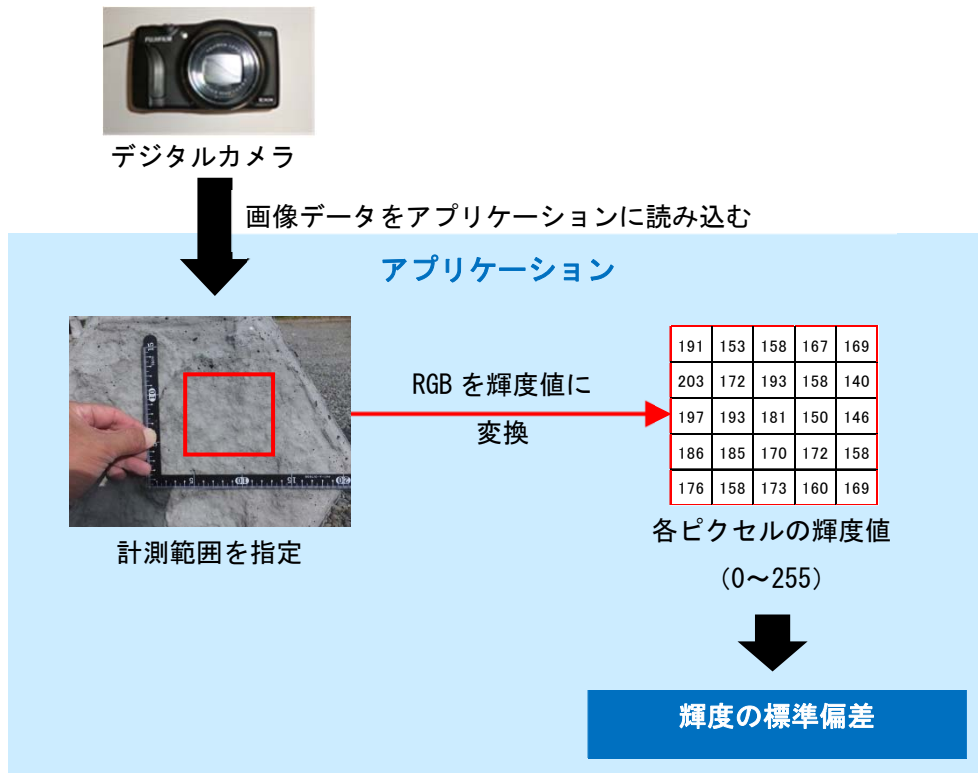 FUJIFILM
デジタルカメラ
画像データをアプリケーションに読み込む
アプリケーション
RGB を輝度値に
変換
191 153 158 167 169
203 172 193 158 140
197 193 181 150 146
186 185 170 172 158
176 158 173 160 169
計測範囲を指定
各ピクセルの輝度値
(0～255)
輝度の標準偏差